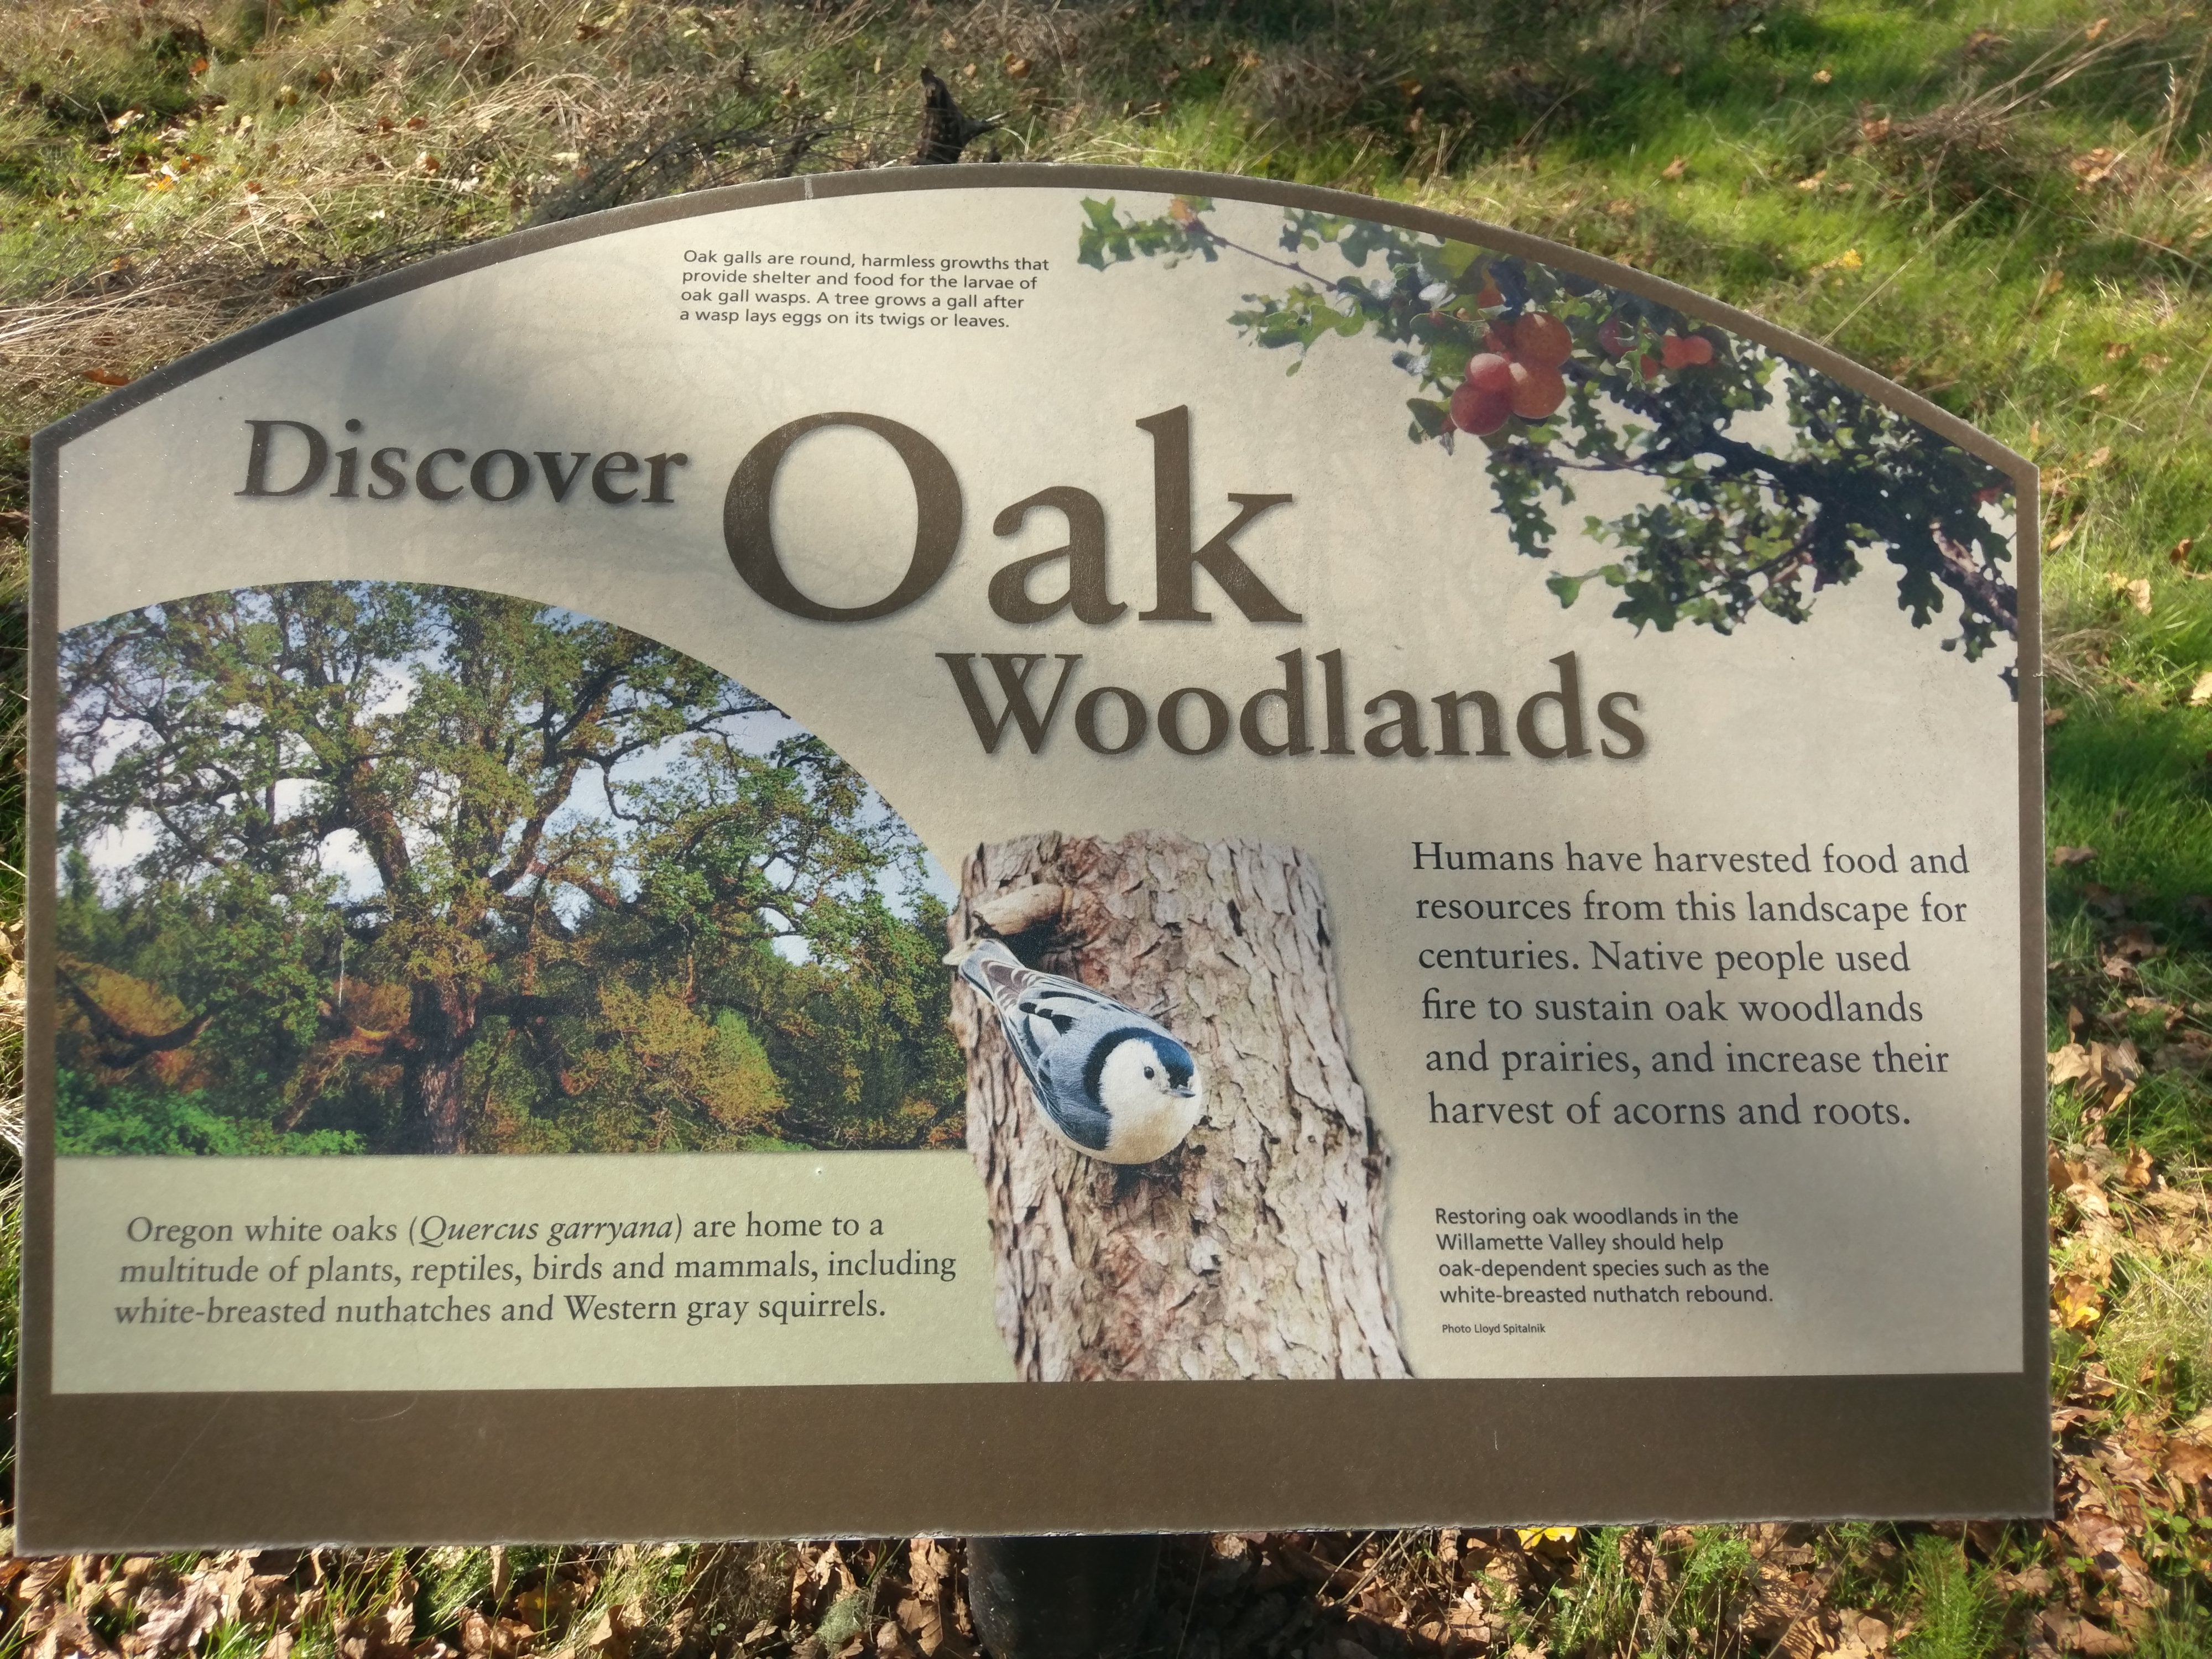 Oak galls are round, harmless growths that
provide shelter and food for the larvae of
oak gall wasps. A tree grows a gall after
a wasp lays eggs on its twigs or leaves.
Discover Oak
Woodlands
Humans have harvested food and
resources from this landscape for
centuries. Native people used
fire to sustain oak woodlands
and prairies, and increase their
harvest of acorns and roots.
Oregon white oaks (Quercus garryana) are home to a
multitude of plants, reptiles, birds and mammals, including
white-breasted nuthatches and Western gray squirrels.
Restoring oak woodlands in the
Willamette Valley should help
oak-dependent species such as the
white-breasted nuthatch rebound.
Photo Lloyd Spitalnik